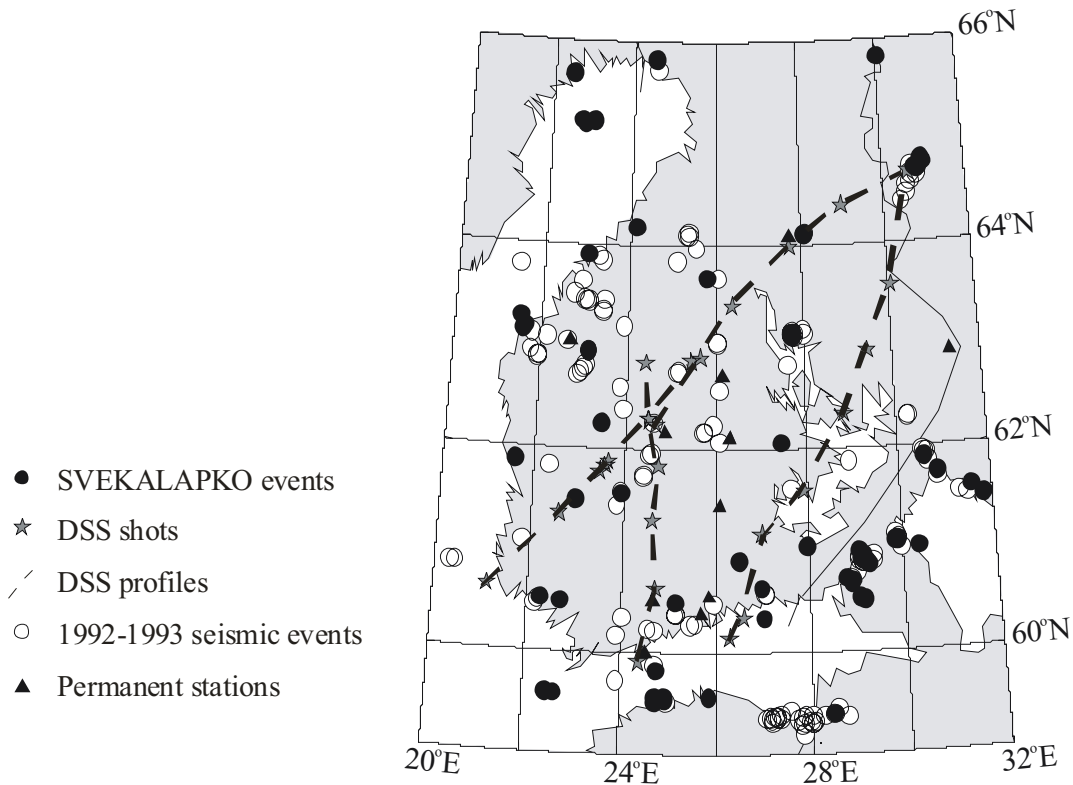 66°N
64°N
62°N
60°N
SVEKALAPKO events
DSS shots
DSS profiles
1992-1993 seismic events
Permanent stations
20°E
24°E
28°E
32°E